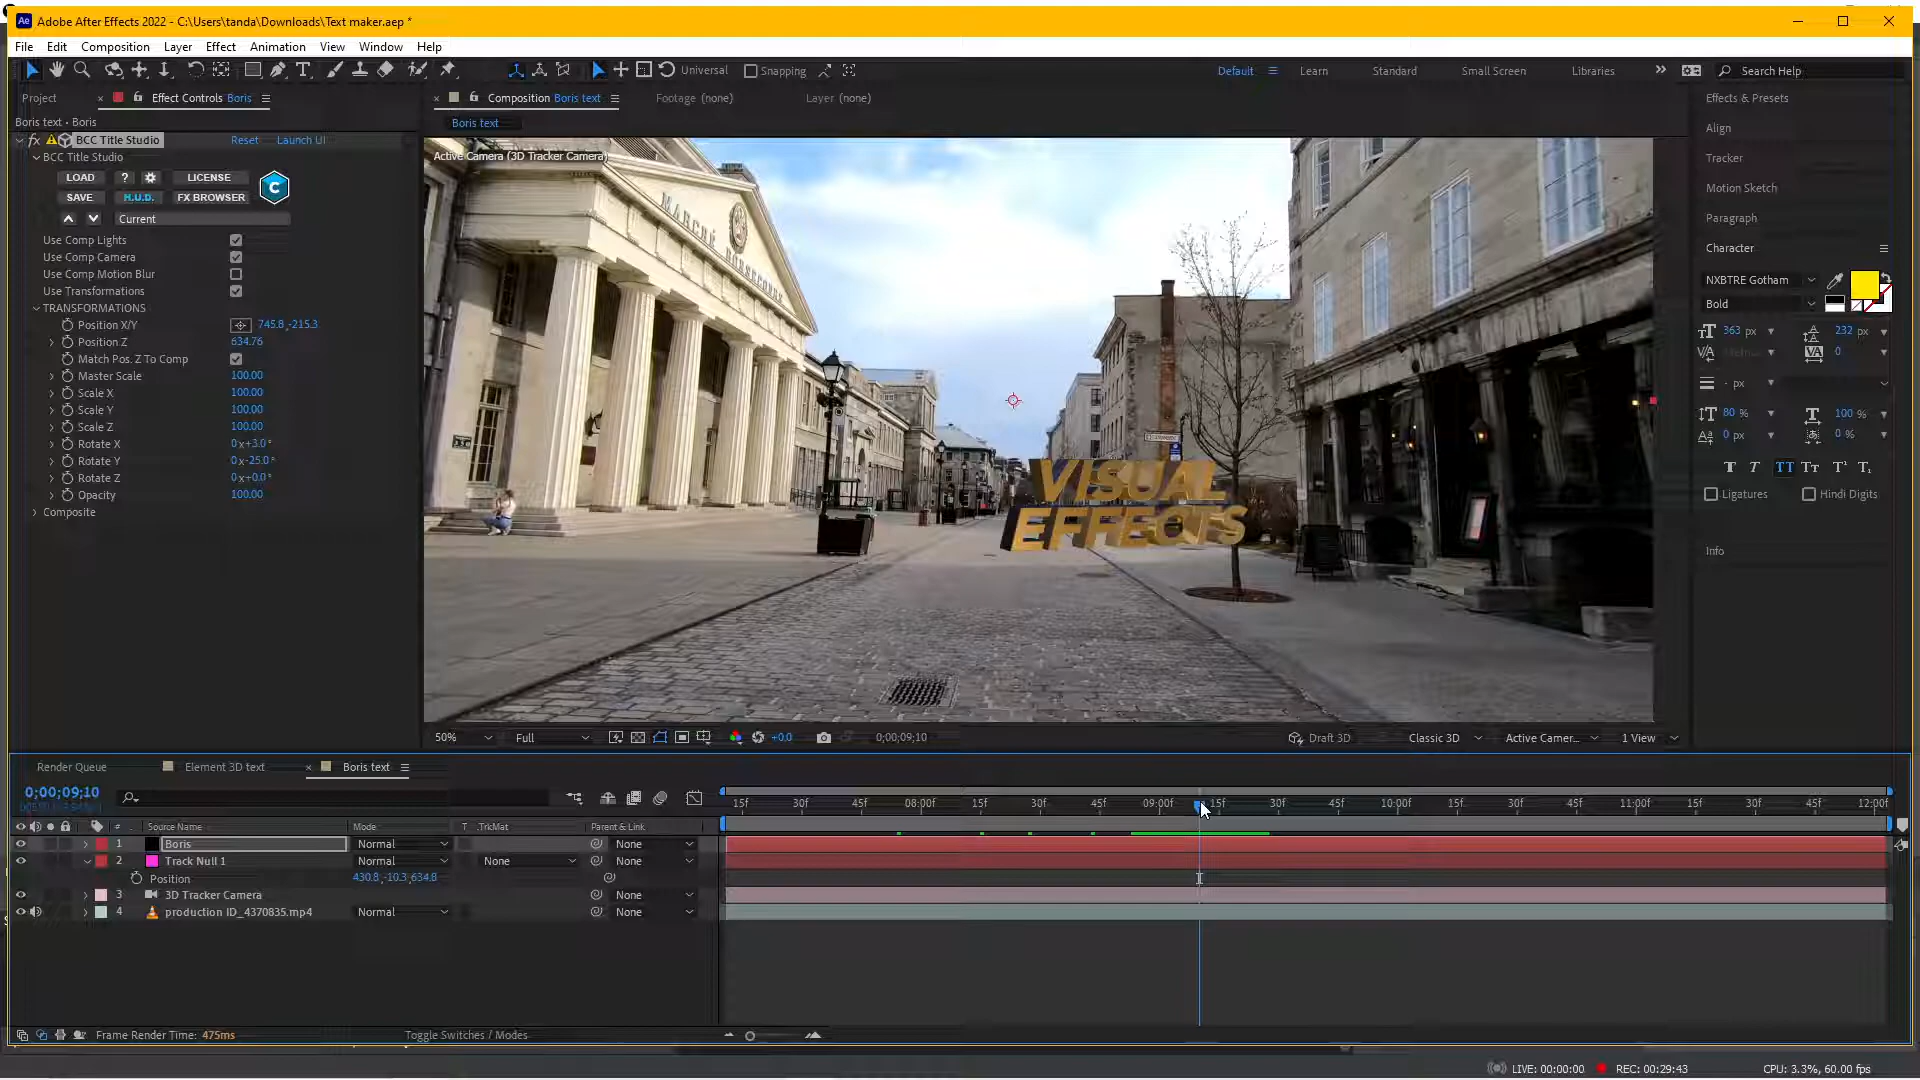 Adobe After Effects 2022 - C:\Users\tanda\Downloads\Text maker.aep *
File Edit Composition Layer Effect Animation View Window Help
Universal Snapping Default Learn Standard Small Screen Libraries Search Help
Project Effect Controls Boris Composition Boris text Footage (none) Layer (none)
Boris text • Boris
Boris text
fx BCC Title Studio Reset Launch UI
BCC Title Studio
LOAD ? LICENSE
SAVE H.U.D. FX BROWSER
C
Current
Use Comp Lights
Use Comp Camera
Use Comp Motion Blur
Use Transformations
TRANSFORMATIONS
Position X/Y 745.8,-215.3
Position Z 634.76
Match Pos. Z To Comp
Master Scale 100.00
Scale X 100.00
Scale Y 100.00
Scale Z 100.00
Rotate X 0x+3.0°
Rotate Y 0x-25.0°
Rotate Z 0x+0.0°
Opacity 100.00
Composite
Active Camera (3D Tracker Camera)
MARCHÉ BONSECOURS
VISUAL
EFFECTS
50% Full +0.0 0;00;09;10 Draft 3D Classic 3D Active Camer... 1 View
Effects & Presets
Align
Tracker
Motion Sketch
Paragraph
Character
NXBTRE Gotham
Bold
363 px 232 px
0
- px
80 % 100 %
0 px 0 %
T T TT Tт T¹ T₁
Ligatures Hindi Digits
Info
Render Queue Element 3D text Boris text
0;00;09;10
15f 30f 45f 08:00f 15f 30f 45f 09:00f 15f 30f 45f 10:00f 15f 30f 45f 11:00f 15f 30f 45f 12:00f
# Source Name Mode T .TrkMat Parent & Link
1 Boris Normal None
2 Track Null 1 Normal None None
Position 430.8,-10.3,634.8
3 3D Tracker Camera None
4 production ID_4370835.mp4 Normal None
Frame Render Time: 475ms Toggle Switches / Modes
LIVE: 00:00:00 REC: 00:29:43 CPU: 3.3%, 60.00 fps